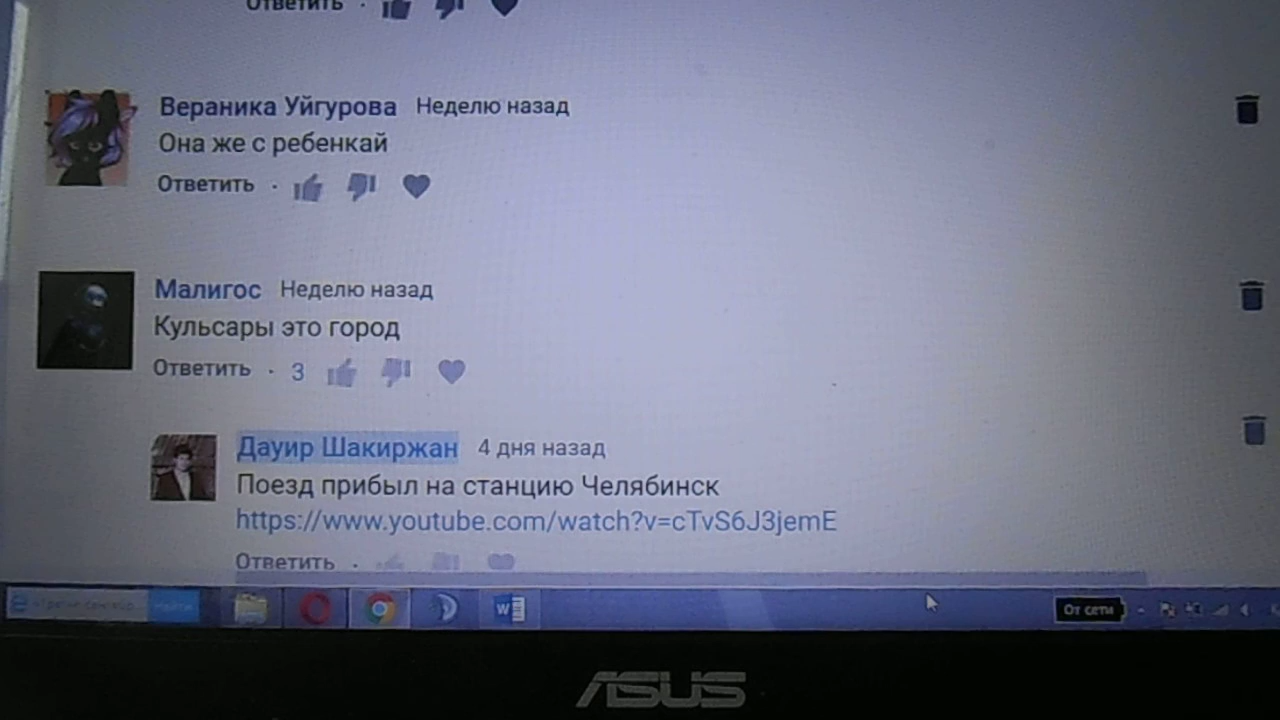 Ответить
Вераника Уйгурова Неделю назад
Она же с ребенкай
Ответить
Малигос Неделю назад
Кульсары это город
Ответить · 3
Дауир Шакиржан 4 дня назад
Поезд прибыл на станцию Челябинск
https://www.youtube.com/watch?v=cTvS6J3jemE
Ответить
Найти
От сети
ASUS